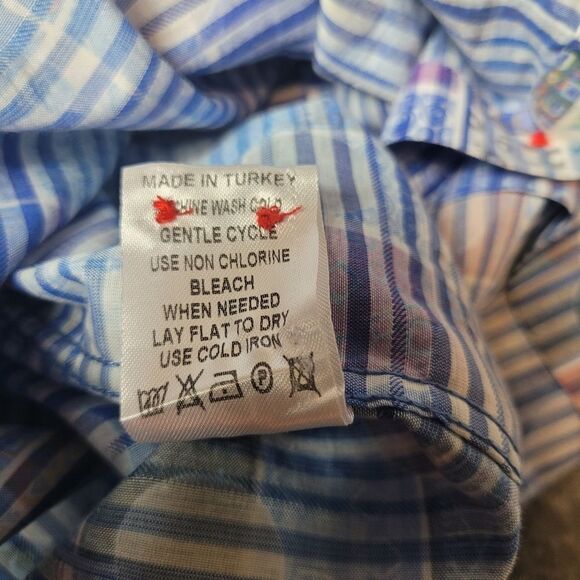 MADE IN TURKEY
CHINE WASH COLD
GENTLE CYCLE
USE NON CHLORINE
BLEACH
WHEN NEEDED
LAY FLAT TO DRY
USE COLD IRON
P